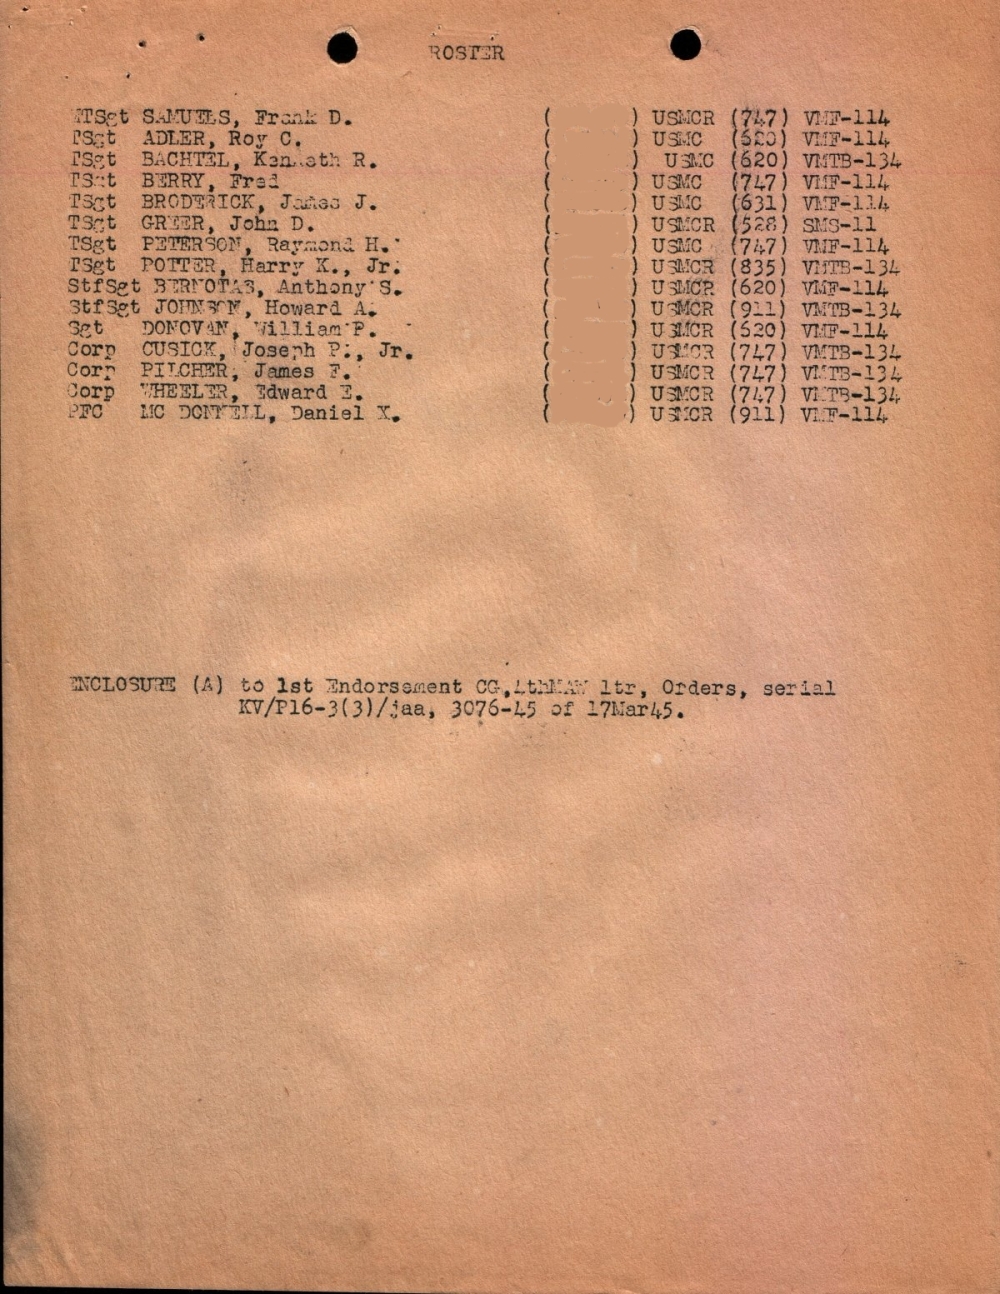 ROSTER
MTSgt SAMUELS, Frank D. ( ) USMCR (747) VMF-114
TSgt ADLER, Roy C. ( ) USMC (620) VMF-114
TSgt BACHTEL, Kenneth R. ( ) USMC (620) VMTB-134
TSgt BERRY, Fred ( ) USMC (747) VMF-114
TSgt BRODERICK, James J. ( ) USMC (631) VMF-114
TSgt GREER, John D. ( ) USMCR (528) SMS-11
TSgt PETERSON, Raymond H. ( ) USMC (747) VMF-114
TSgt POTTER, Harry K., Jr. ( ) USMCR (835) VMTB-134
StfSgt BERNOTAS, Anthony S. ( ) USMCR (620) VMF-114
StfSgt JOHNSON, Howard A. ( ) USMCR (911) VMTB-134
Sgt DONOVAN, William P. ( ) USMCR (620) VMF-114
Corp CUSICK, Joseph P., Jr. ( ) USMCR (747) VMTB-134
Corp PILCHER, James F. ( ) USMCR (747) VMTB-134
Corp WHEELER, Edward E. ( ) USMCR (747) VMTB-134
PFC MC DONNELL, Daniel X. ( ) USMCR (911) VMF-114
ENCLOSURE (A) to 1st Endorsement CG,4thMAW ltr, Orders, serial
KV/P16-3(3)/jaa, 3076-45 of 17Mar45.